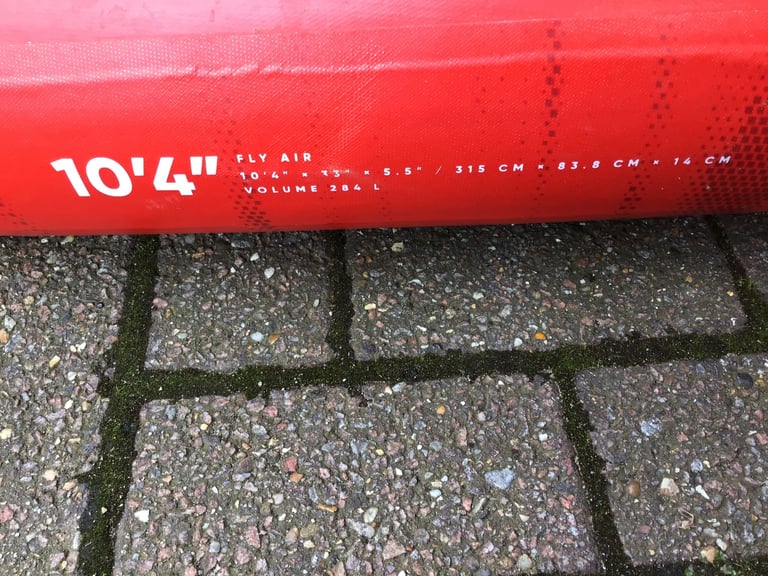 10'4"
FLY AIR
10'4" × 33" × 5.5" / 315 CM × 83.8 CM × 14 CM
VOLUME 284 L